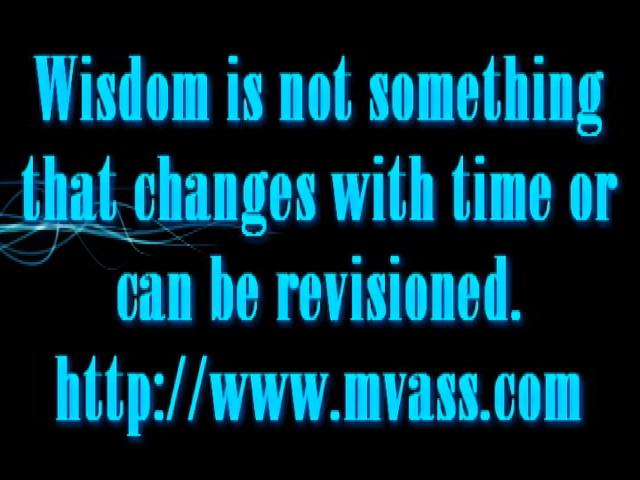 Wisdom is not something
that changes with time or
can be revisioned.
http://www.mvass.com